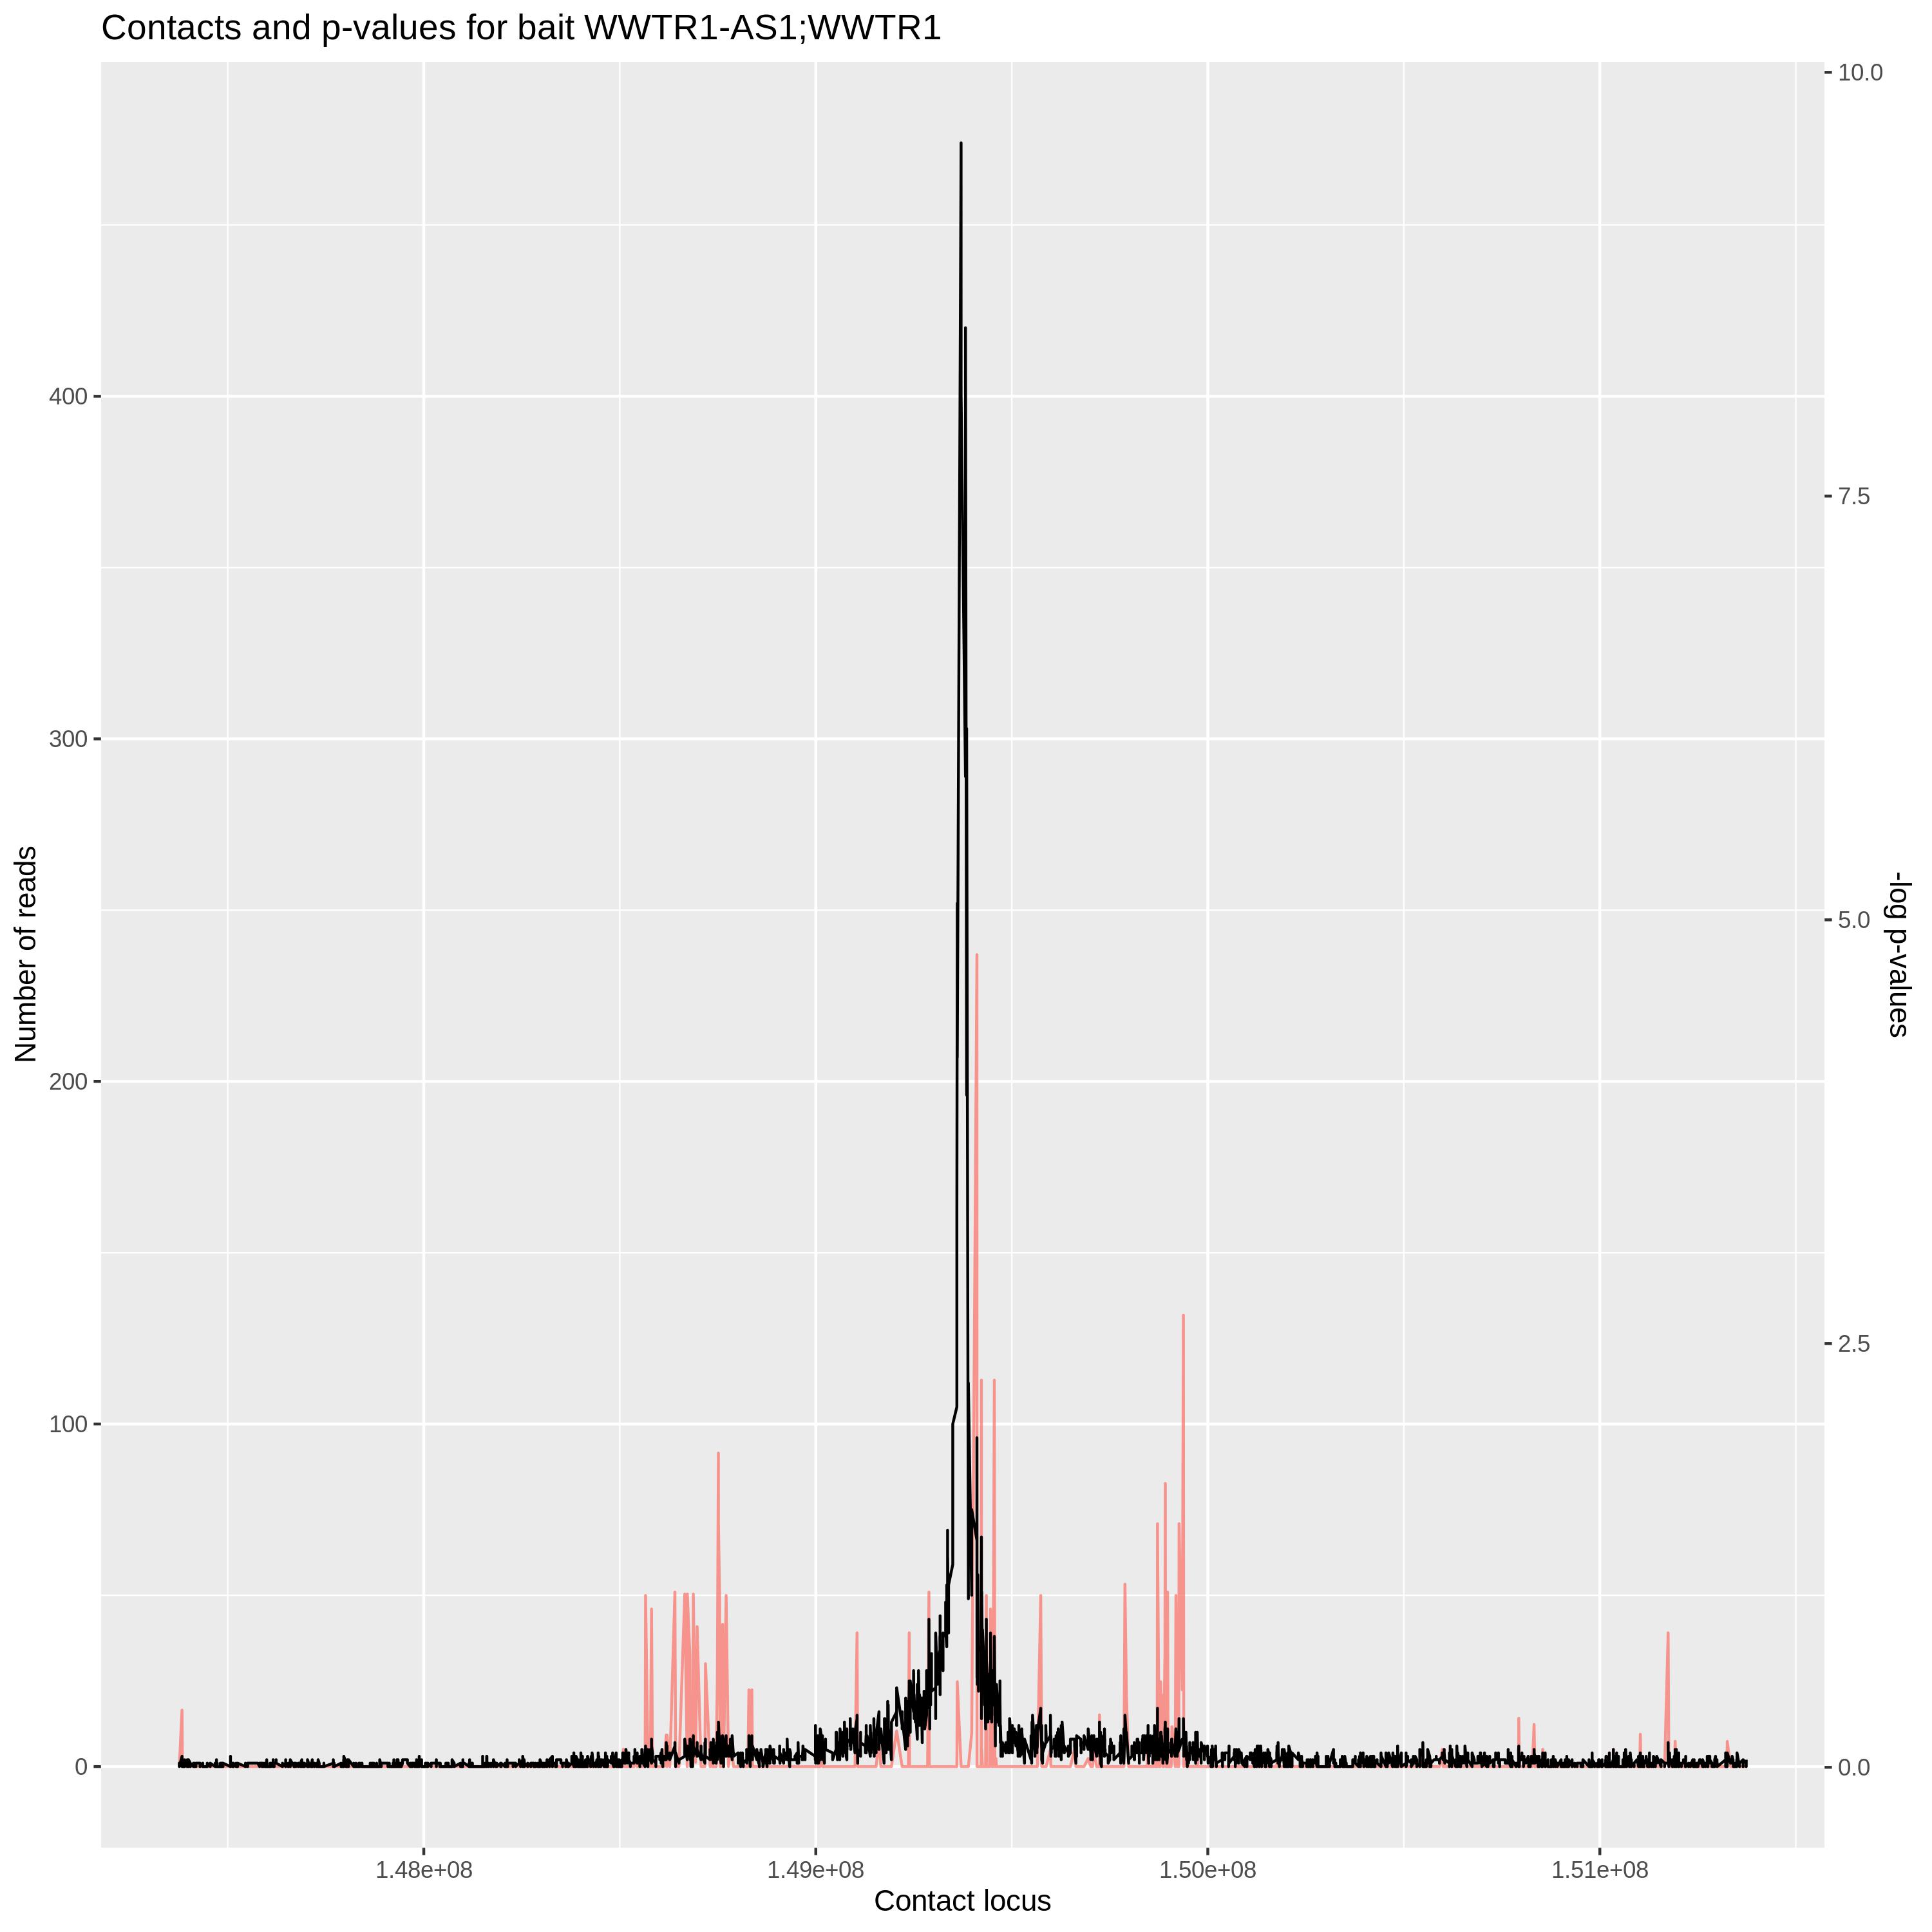 Contacts and p-values for bait WWTR1-AS1;WWTR1
10.0
400
7.5
300
Number of reads
-log p-values
5.0
200
2.5
100
0
0.0
1.48e+08
1.49e+08
1.50e+08
1.51e+08
Contact locus